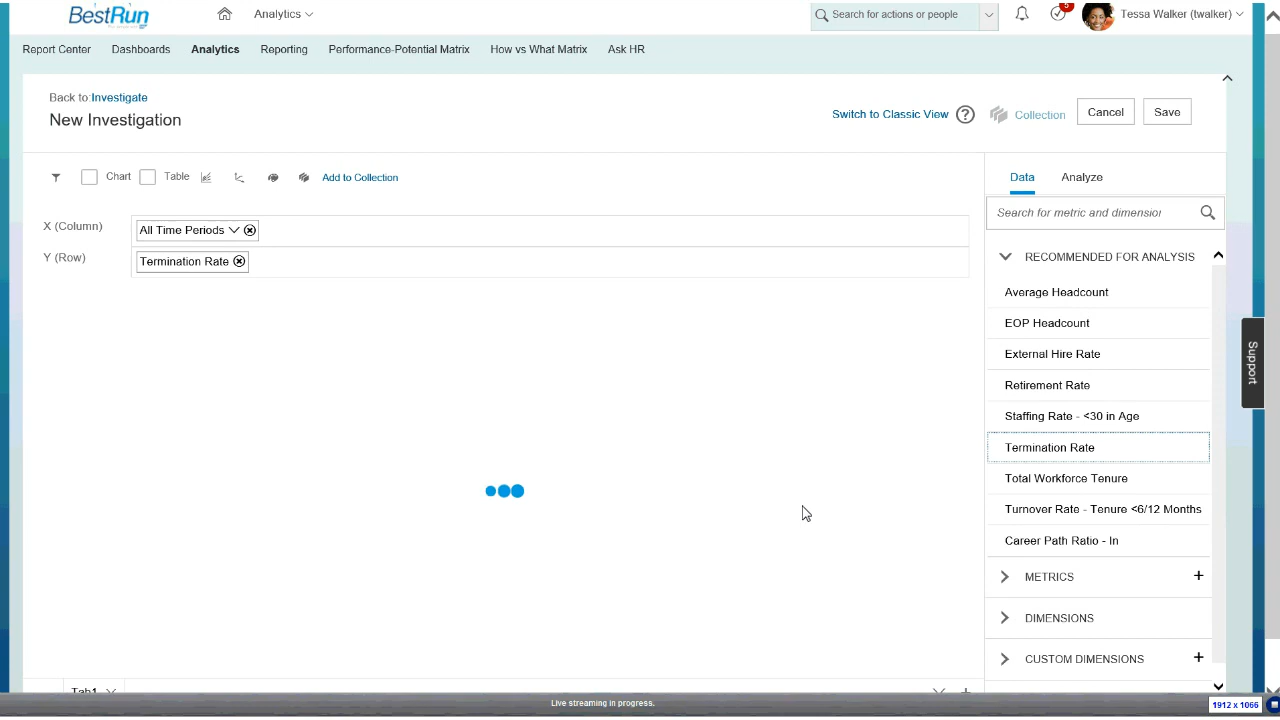 BestRun
Analytics
Search for actions or people
5
Tessa Walker (twalker)
Report Center
Dashboards
Analytics
Reporting
Performance-Potential Matrix
How vs What Matrix
Ask HR
Back to: Investigate
New Investigation
Switch to Classic View
?
Collection
Cancel
Save
Chart
Table
Add to Collection
Data
Analyze
X (Column)
All Time Periods
Search for metric and dimension
Y (Row)
Termination Rate
RECOMMENDED FOR ANALYSIS
Average Headcount
EOP Headcount
External Hire Rate
Retirement Rate
Staffing Rate - <30 in Age
Termination Rate
Total Workforce Tenure
Turnover Rate - Tenure <6/12 Months
Career Path Ratio - In
METRICS
+
DIMENSIONS
CUSTOM DIMENSIONS
+
Support
Tab1
+
Live streaming in progress.
1912 x 1066